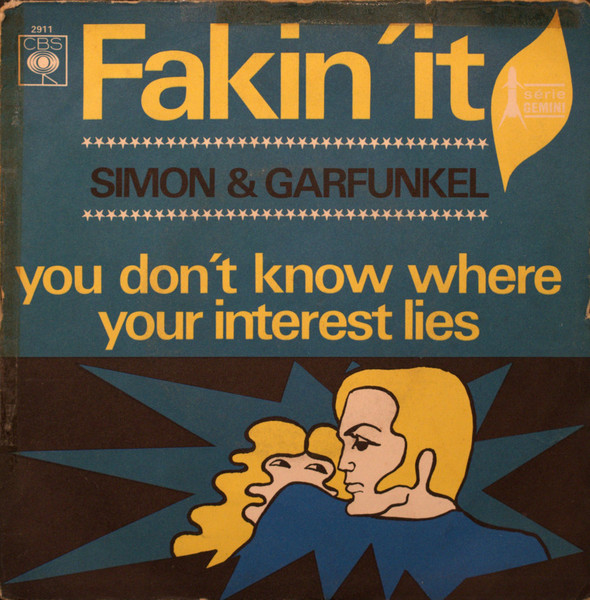 2911
CBS
Fakin´it
série
GEMINI
SIMON & GARFUNKEL
you don´t know where
your interest lies